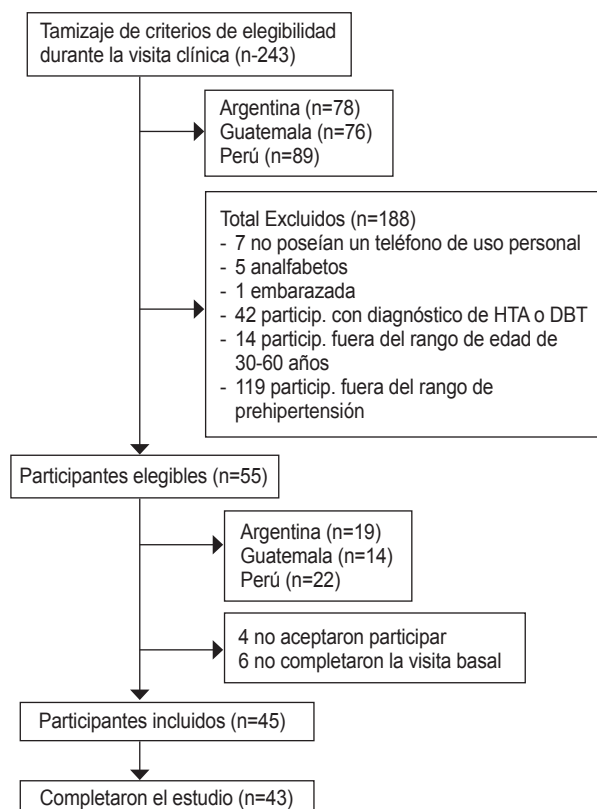 Tamizaje de criterios de elegibilidad
durante la visita clínica (n-243)
Argentina (n=78)
Guatemala (n=76)
Perú (n=89)
Total Excluidos (n=188)
- 7 no poseían un teléfono de uso personal
- 5 analfabetos
- 1 embarazada
- 42 particip. con diagnóstico de HTA o DBT
- 14 particip. fuera del rango de edad de
30-60 años
- 119 particip. fuera del rango de
prehipertensión
Participantes elegibles (n=55)
Argentina (n=19)
Guatemala (n=14)
Perú (n=22)
4 no aceptaron participar
6 no completaron la visita basal
Participantes incluidos (n=45)
Completaron el estudio (n=43)